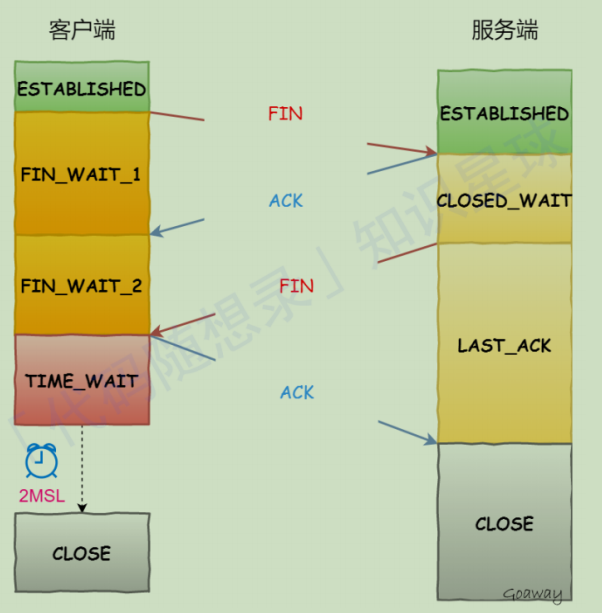 客户端
服务端
ESTABLISHED
ESTABLISHED
FIN
FIN_WAIT_1
CLOSED_WAIT
ACK
FIN_WAIT_2
FIN
LAST_ACK
TIME_WAIT
ACK
2MSL
CLOSE
CLOSE
Goaway
「代码随想录」知识星球